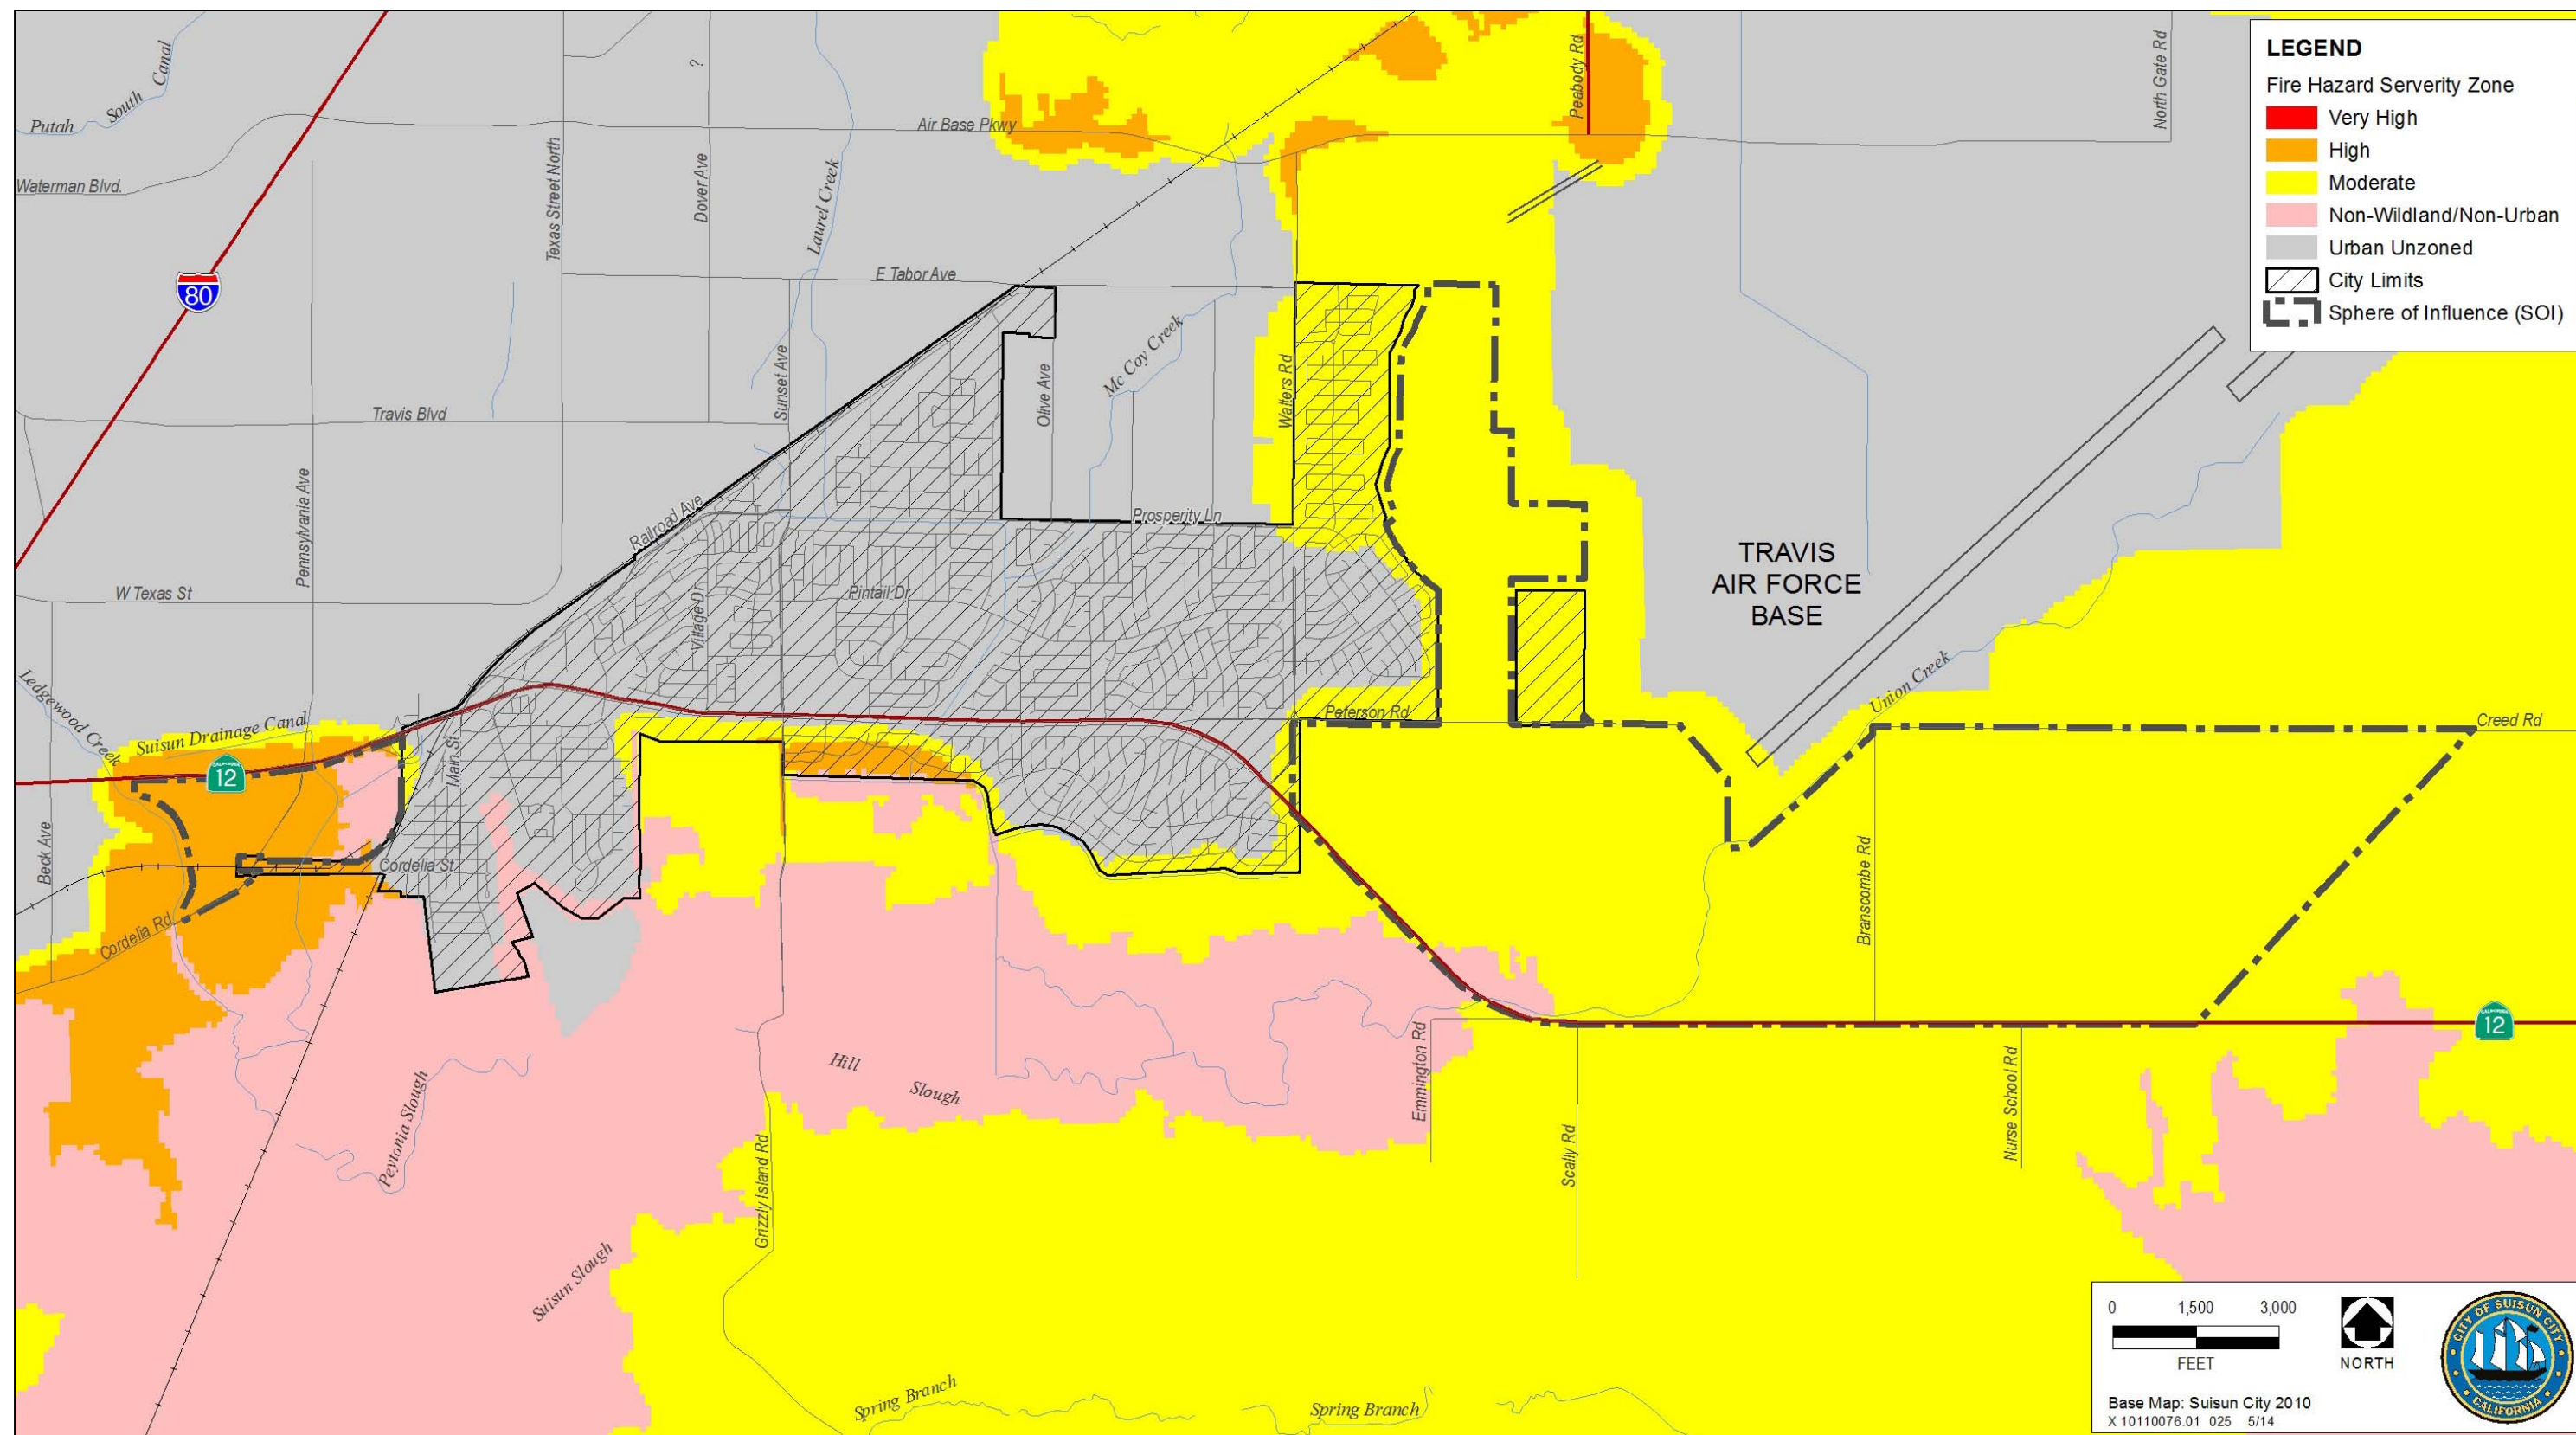 LEGEND
Fire Hazard Serverity Zone
Very High
High
Moderate
Non-Wildland/Non-Urban
Urban Unzoned
City Limits
Sphere of Influence (SOI)
Putah South Canal
Waterman Blvd.
80
Texas Street North
?
Dover Ave
Laurel Creek
Air Base Pkwy
Peabody Rd
North Gate Rd
E Tabor Ave
Sunset Ave
Travis Blvd
Olive Ave
Mc Coy Creek
Walters Rd
Pennsylvania Ave
Railroad Ave
Prosperity Ln
W Texas St
Village Dr
Pintail Dr
TRAVIS
AIR FORCE
BASE
Ledgewood Creek
Suisun Drainage Canal
CALIFORNIA
12
Main St
Peterson Rd
Union Creek
Creed Rd
Beck Ave
Cordelia St
Cordelia Rd
Branscombe Rd
CALIFORNIA
12
Hill Slough
Peytonia Slough
Emmington Rd
Scally Rd
Nurse School Rd
Grizzly Island Rd
Suisun Slough
Spring Branch
Spring Branch
0 1,500 3,000
FEET
NORTH
Base Map: Suisun City 2010
X 10110076.01 025 5/14
CITY OF SUISUN CITY
CALIFORNIA